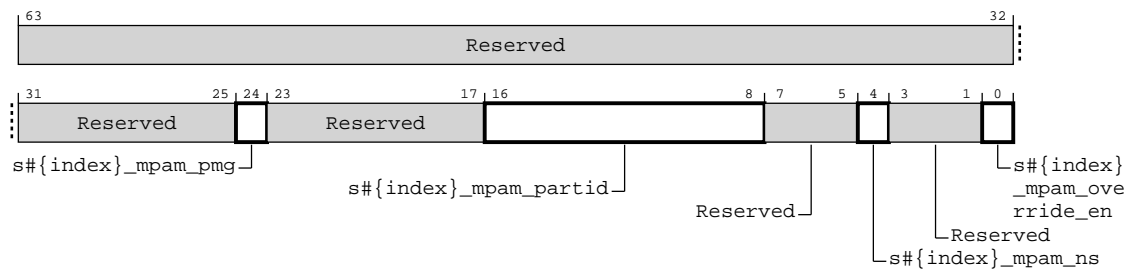 63 32
Reserved
31 25 24 23 17 16 8 7 5 4 3 1 0
Reserved Reserved
s#{index}_mpam_pmg
s#{index}_mpam_partid
Reserved
s#{index}
_mpam_ove
rride_en
Reserved
s#{index}_mpam_ns